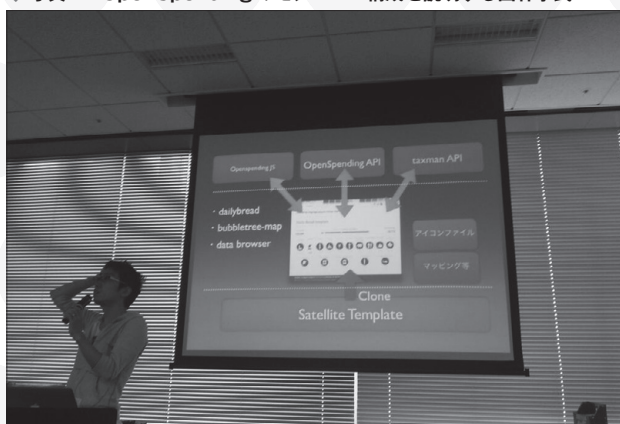 Openspending JS
OpenSpending API
taxman API
・dailybread
・bubbletree-map
・data browser
アイコンファイル
マッピング等
Clone
Satellite Template